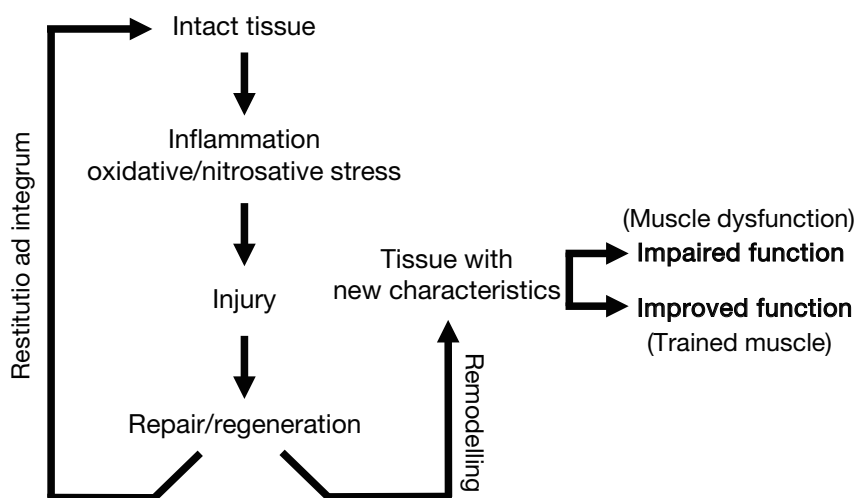 Intact tissue
Inflammation
oxidative/nitrosative stress
Injury
Repair/regeneration
Restitutio ad integrum
Remodelling
Tissue with
new characteristics
(Muscle dysfunction)
Impaired function
Improved function
(Trained muscle)